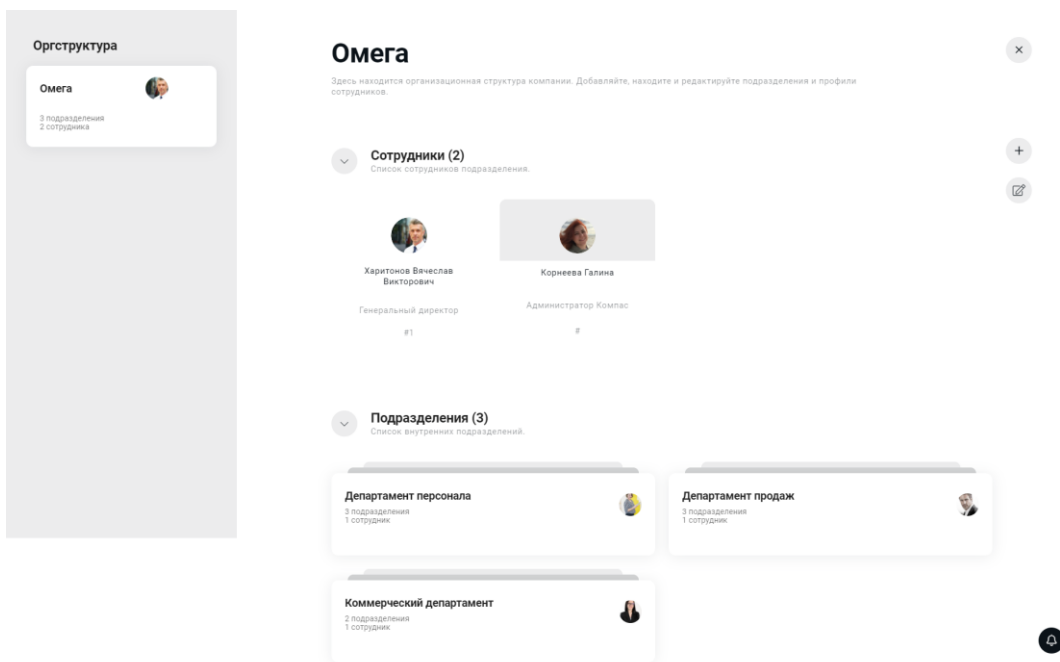 Оргструктура
Омега
3 подразделения
2 сотрудника
Омега
Здесь находится организационная структура компании. Добавляйте, находите и редактируйте подразделения и профили
сотрудников.
Сотрудники (2)
Список сотрудников подразделения.
Харитонов Вячеслав
Викторович
Генеральный директор
#1
Корнеева Галина
Администратор Компас
#
Подразделения (3)
Список внутренних подразделений.
Департамент персонала
3 подразделения
1 сотрудник
Департамент продаж
3 подразделения
1 сотрудник
Коммерческий департамент
2 подразделения
1 сотрудник